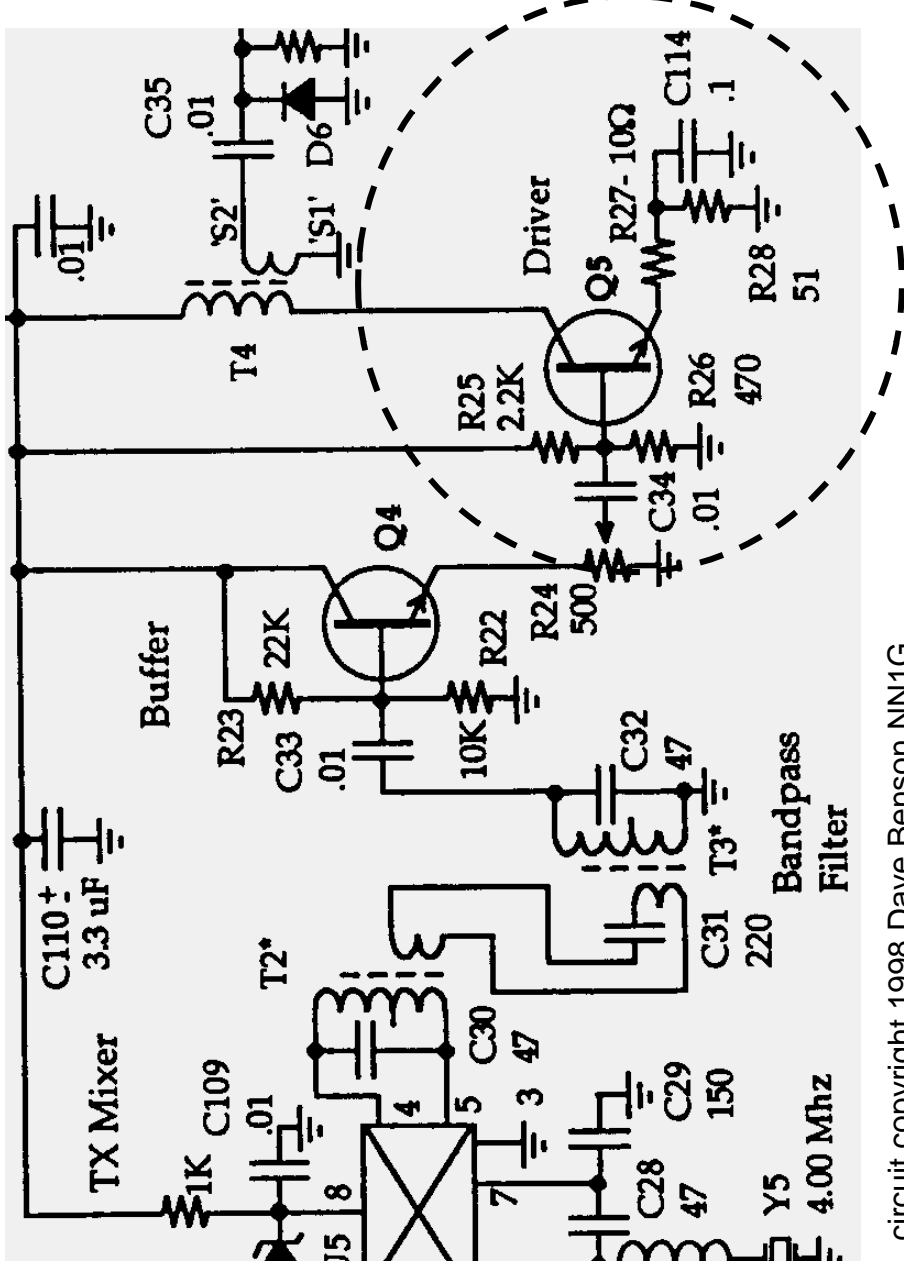 C35
.01
D6
C114
.1
.01
'S2'
'S1'
T4
Driver
R27- 10Ω
Q5
R28
51
R25
2.2K
R26
470
C34
.01
Q4
R24
500
Buffer
R23
22K
R22
10K
C33
.01
C32
47
T3*
Bandpass
Filter
C110 ±
3.3 uF
T2*
C31
220
C30
47
TX Mixer
C109
.01
1K
8
4
5
3
7
C29
150
C28
47
Y5
4.00 Mhz
U5
circuit copyright 1998 Dave Benson NN1G